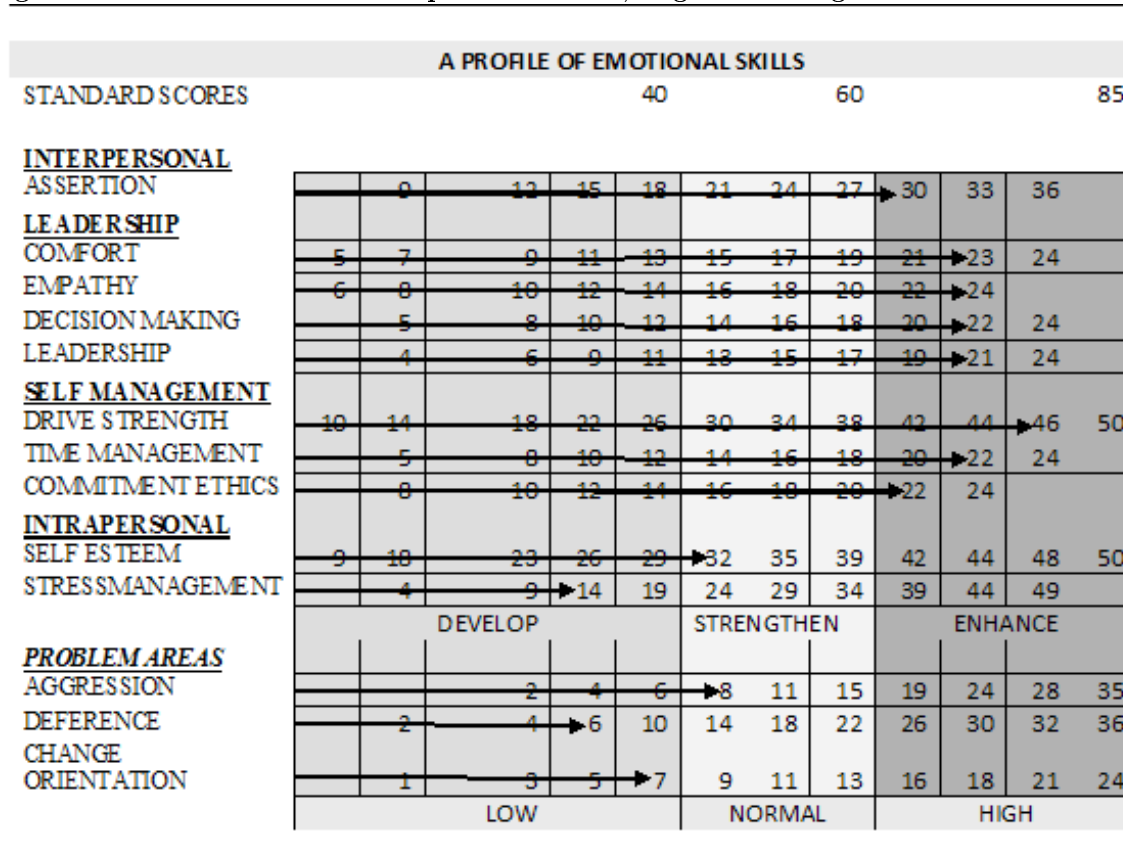 A PROFILE OF EMOTIONAL SKILLS
STANDARD SCORES 40 60 85
INTERPERSONAL
ASSERTION 9 12 15 18 21 24 27 30 33 36
LEADERSHIP
COMFORT 5 7 9 11 13 15 17 19 21 23 24
EMPATHY 6 8 10 12 14 16 18 20 22 24
DECISION MAKING 5 8 10 12 14 16 18 20 22 24
LEADERSHIP 4 6 9 11 13 15 17 19 21 24
SELF MANAGEMENT
DRIVE STRENGTH 10 14 18 22 26 30 34 38 42 44 46 50
TIME MANAGEMENT 5 8 10 12 14 16 18 20 22 24
COMMITMENT ETHICS 8 10 12 14 16 18 20 22 24
INTRAPERSONAL
SELF ESTEEM 9 18 23 26 29 32 35 39 42 44 48 50
STRESSMANAGEMENT 4 9 14 19 24 29 34 39 44 49
DEVELOP STRENGTHEN ENHANCE
PROBLEM AREAS
AGGRESSION 2 4 6 8 11 15 19 24 28 35
DEFERENCE 2 4 6 10 14 18 22 26 30 32 36
CHANGE
ORIENTATION 1 3 5 7 9 11 13 16 18 21 24
LOW NORMAL HIGH